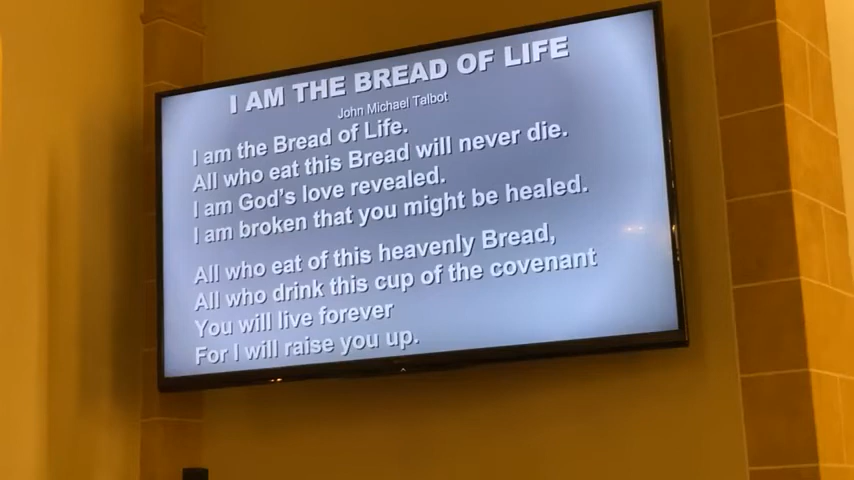 I AM THE BREAD OF LIFE
John Michael Talbot
I am the Bread of Life.
All who eat this Bread will never die.
I am God's love revealed.
I am broken that you might be healed.
All who eat of this heavenly Bread,
All who drink this cup of the covenant
You will live forever
For I will raise you up.